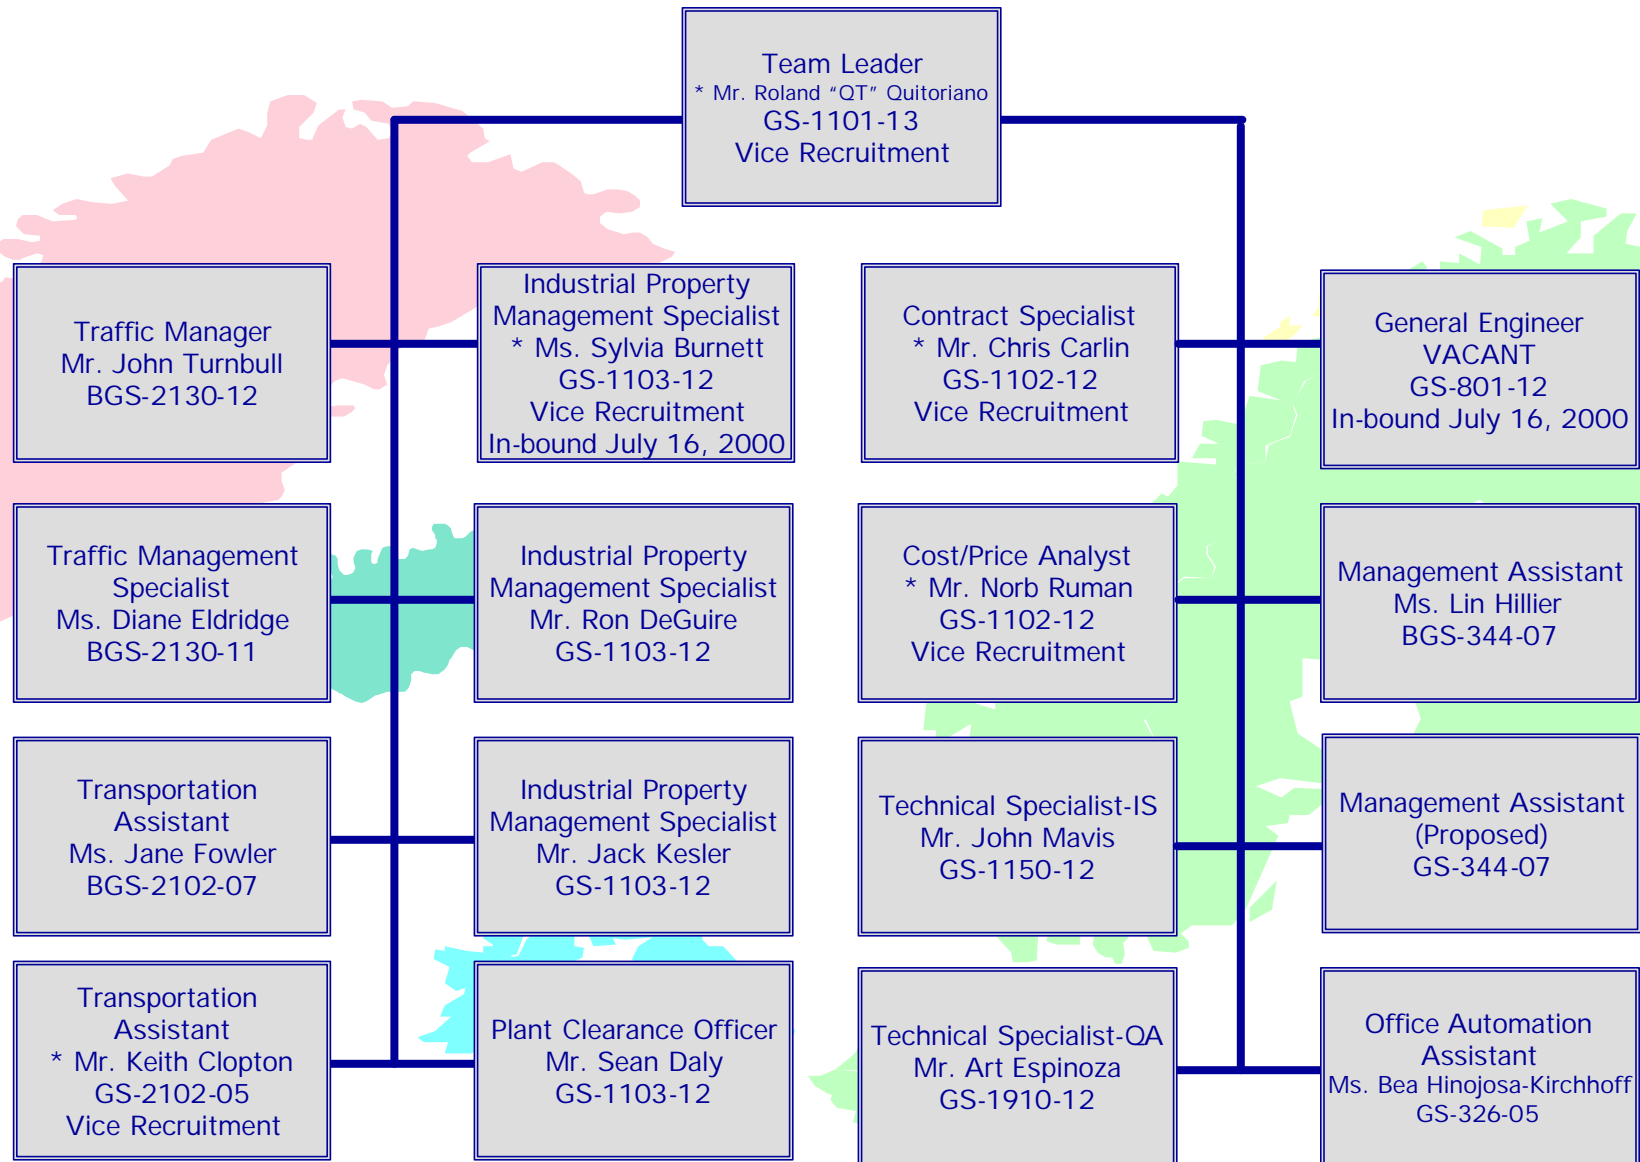 Team Leader
* Mr. Roland “QT” Quitoriano
GS-1101-13
Vice Recruitment
Traffic Manager
Mr. John Turnbull
BGS-2130-12
Industrial Property
Management Specialist
* Ms. Sylvia Burnett
GS-1103-12
Vice Recruitment
In-bound July 16, 2000
Contract Specialist
* Mr. Chris Carlin
GS-1102-12
Vice Recruitment
General Engineer
VACANT
GS-801-12
In-bound July 16, 2000
Traffic Management
Specialist
Ms. Diane Eldridge
BGS-2130-11
Industrial Property
Management Specialist
Mr. Ron DeGuire
GS-1103-12
Cost/Price Analyst
* Mr. Norb Ruman
GS-1102-12
Vice Recruitment
Management Assistant
Ms. Lin Hillier
BGS-344-07
Transportation
Assistant
Ms. Jane Fowler
BGS-2102-07
Industrial Property
Management Specialist
Mr. Jack Kesler
GS-1103-12
Technical Specialist-IS
Mr. John Mavis
GS-1150-12
Management Assistant
(Proposed)
GS-344-07
Transportation
Assistant
* Mr. Keith Clopton
GS-2102-05
Vice Recruitment
Plant Clearance Officer
Mr. Sean Daly
GS-1103-12
Technical Specialist-QA
Mr. Art Espinoza
GS-1910-12
Office Automation
Assistant
Ms. Bea Hinojosa-Kirchhoff
GS-326-05